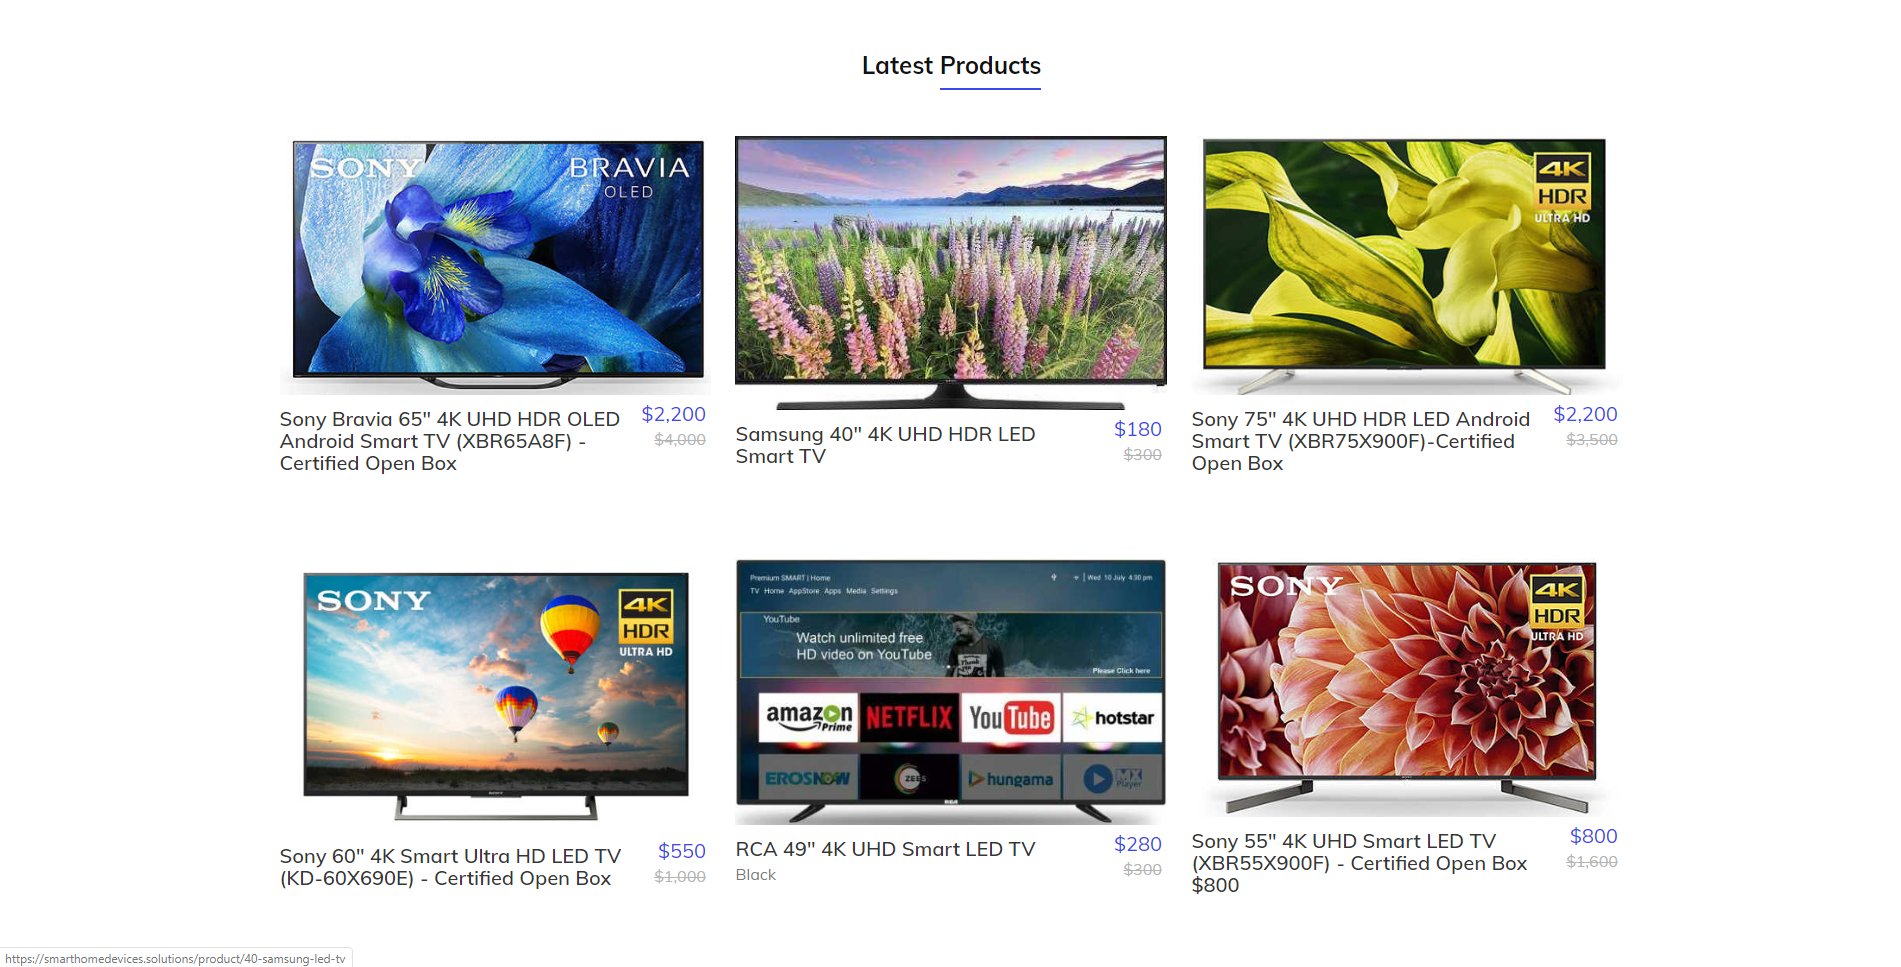 Latest Products
SONY
BRAVIA
OLED
4K
HDR
ULTRA HD
Sony Bravia 65" 4K UHD HDR OLED
Android Smart TV (XBR65A8F) -
Certified Open Box
$2,200
$4,000
Samsung 40" 4K UHD HDR LED
Smart TV
$180
$300
Sony 75" 4K UHD HDR LED Android
Smart TV (XBR75X900F)-Certified
Open Box
$2,200
$3,500
SONY
4K
HDR
ULTRA HD
Premium SMART | Home
Wed 10 July 4:30 pm
TV Home AppStore Apps Media Settings
YouTube
Watch unlimited free
HD video on YouTube
Please Click here
amazon
Prime
NETFLIX
YouTube
hotstar
EROSNOW
ZEE5
hungama
MX
Player
RCA
SONY
4K
HDR
ULTRA HD
Sony 60" 4K Smart Ultra HD LED TV
(KD-60X690E) - Certified Open Box
$550
$1,000
RCA 49" 4K UHD Smart LED TV
Black
$280
$300
Sony 55" 4K UHD Smart LED TV
(XBR55X900F) - Certified Open Box
$800
$800
$1,600
https://smarthomedevices.solutions/product/40-samsung-led-tv